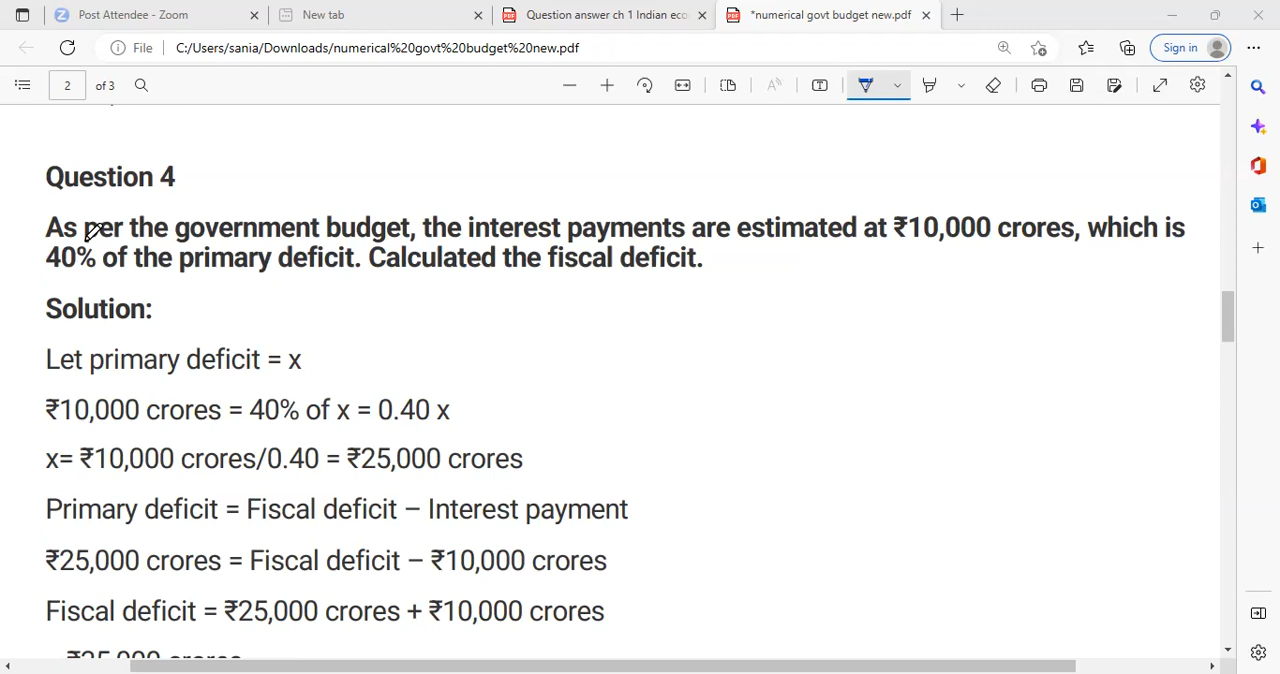 Post Attendee - Zoom
New tab
Question answer ch 1 Indian eco
*numerical govt budget new.pdf
File
C:/Users/sania/Downloads/numerical%20govt%20budget%20new.pdf
Sign in
2 of 3
Question 4
As per the government budget, the interest payments are estimated at ₹10,000 crores, which is
40% of the primary deficit. Calculated the fiscal deficit.
Solution:
Let primary deficit = x
₹10,000 crores = 40% of x = 0.40 x
x= ₹10,000 crores/0.40 = ₹25,000 crores
Primary deficit = Fiscal deficit – Interest payment
₹25,000 crores = Fiscal deficit – ₹10,000 crores
Fiscal deficit = ₹25,000 crores + ₹10,000 crores